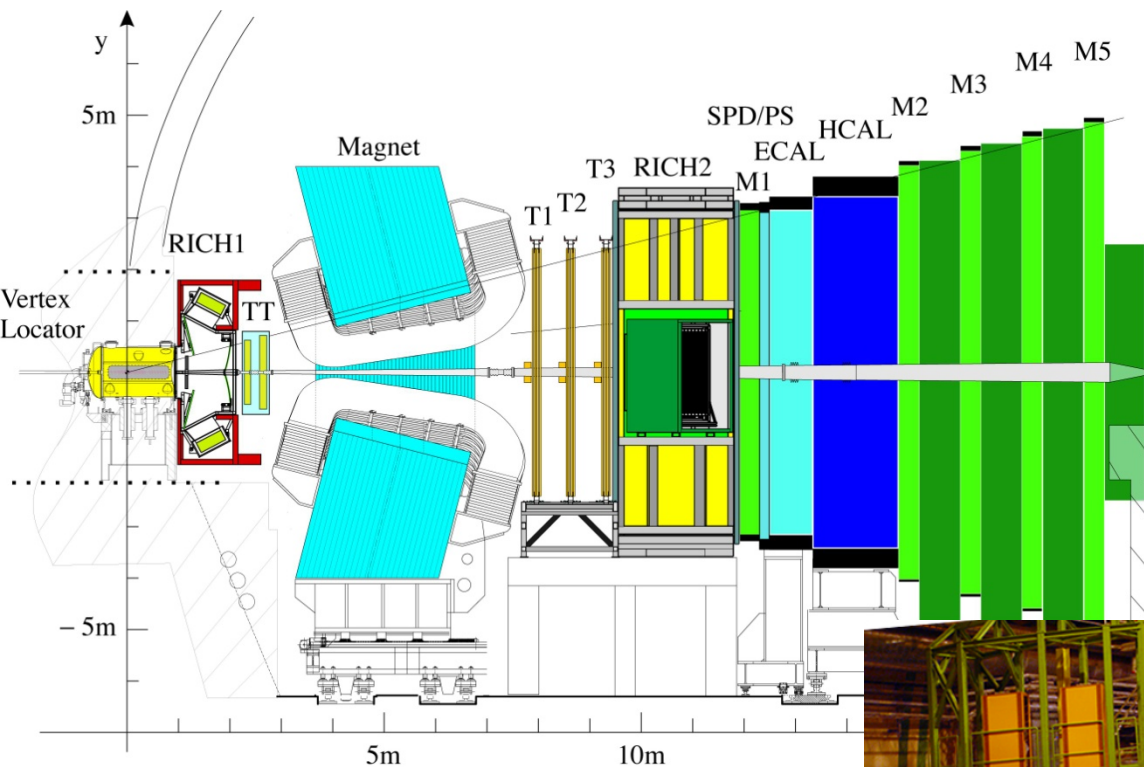 y
5m
Magnet
RICH1
Vertex
Locator
TT
T1
T2
T3
RICH2
M1
SPD/PS
ECAL
HCAL
M2
M3
M4
M5
− 5m
5m
10m